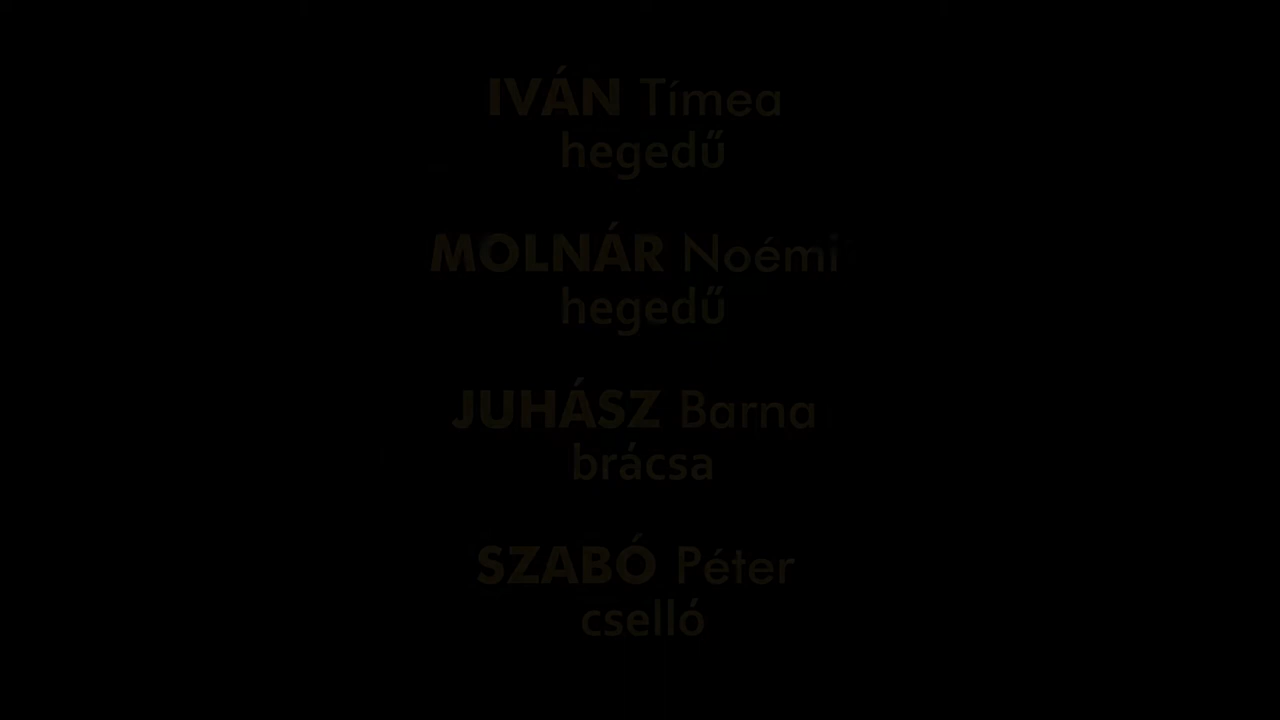 IVÁN Tímea
hegedű
MOLNÁR Noémi
hegedű
JUHÁSZ Barna
brácsa
SZABÓ Péter
cselló